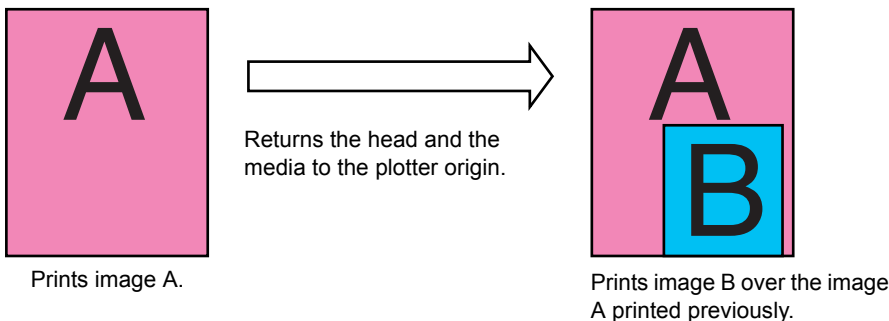 A
Prints image A.
Returns the head and the
media to the plotter origin.
A
B
Prints image B over the image
A printed previously.